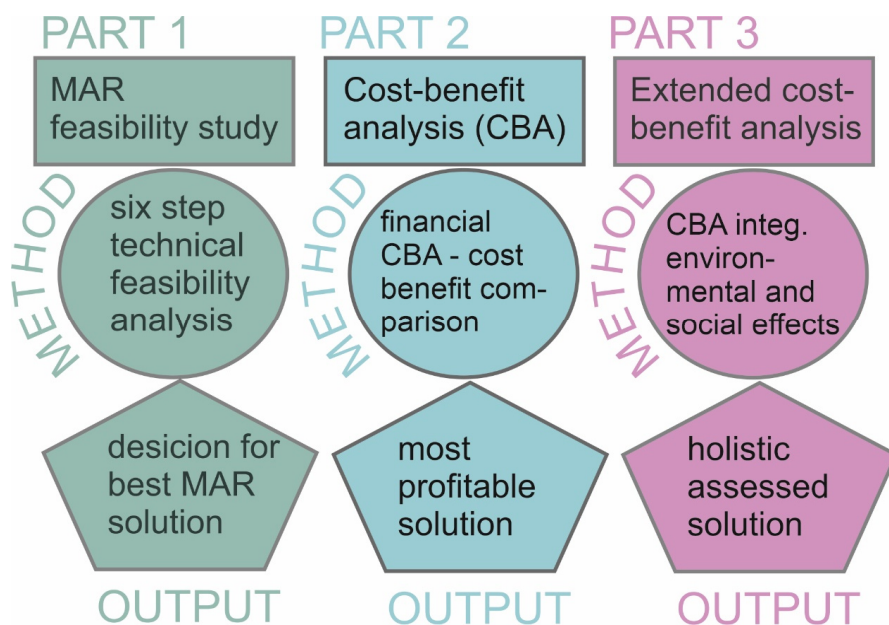 PART 1
MAR
feasibility study
METHOD
six step
technical
feasibility
analysis
desicion for
best MAR
solution
OUTPUT
PART 2
Cost-benefit
analysis (CBA)
METHOD
financial
CBA - cost
benefit com-
parison
most
profitable
solution
OUTPUT
PART 3
Extended cost-
benefit analysis
METHOD
CBA integ.
environ-
mental and
social effects
holistic
assessed
solution
OUTPUT